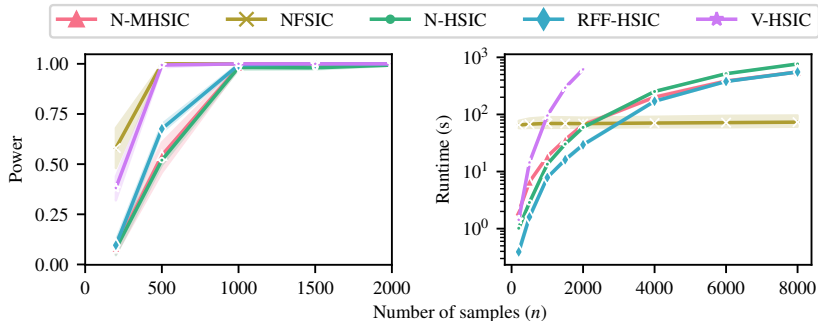 N-MHSIC NFSIC N-HSIC RFF-HSIC V-HSIC
Power
1.00
0.75
0.50
0.25
0.00
0 500 1000 1500 2000
Runtime (s)
10³
10²
10¹
10⁰
0 2000 4000 6000 8000
Number of samples (n)